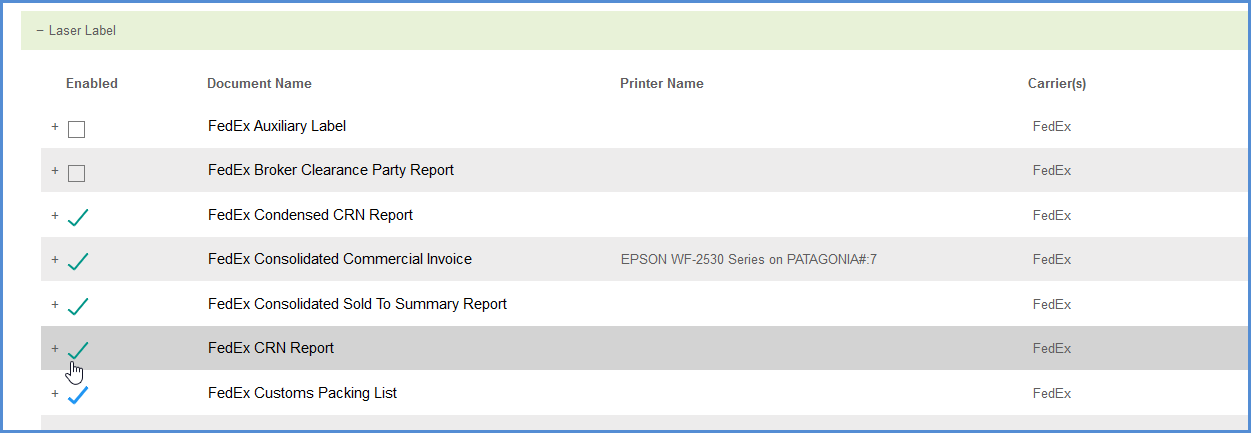 − Laser Label
Enabled Document Name Printer Name Carrier(s)
+ FedEx Auxiliary Label FedEx
+ FedEx Broker Clearance Party Report FedEx
+ FedEx Condensed CRN Report FedEx
+ FedEx Consolidated Commercial Invoice EPSON WF-2530 Series on PATAGONIA#:7 FedEx
+ FedEx Consolidated Sold To Summary Report FedEx
+ FedEx CRN Report FedEx
+ FedEx Customs Packing List FedEx